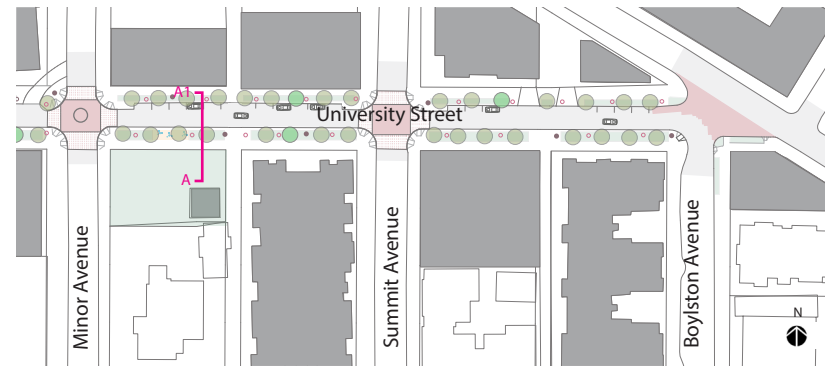 A1
University Street
A
Minor Avenue
Summit Avenue
Boylston Avenue
N